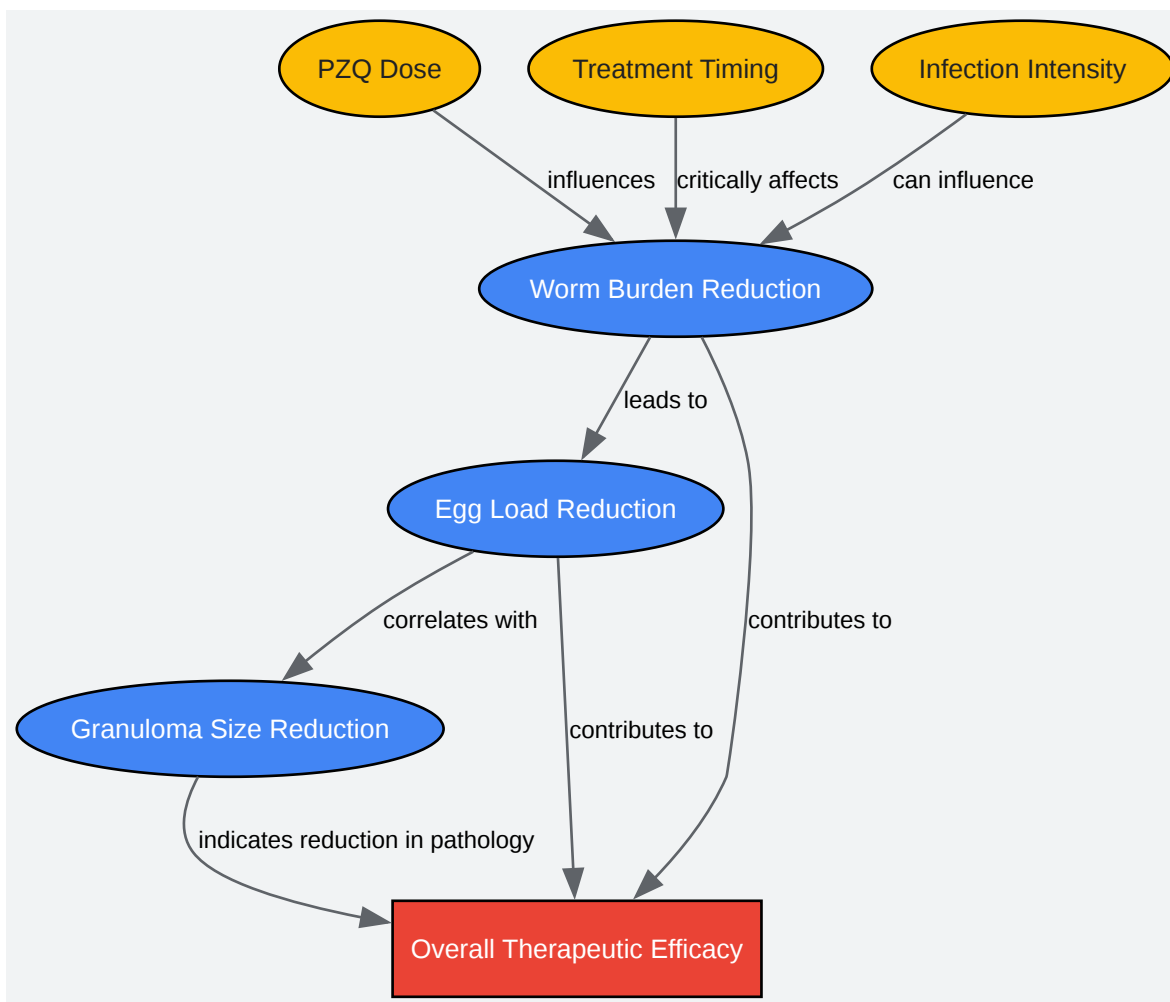 PZQ Dose
Treatment Timing
Infection Intensity
influences
critically affects
can influence
Worm Burden Reduction
leads to
Egg Load Reduction
correlates with
contributes to
Granuloma Size Reduction
contributes to
indicates reduction in pathology
Overall Therapeutic Efficacy